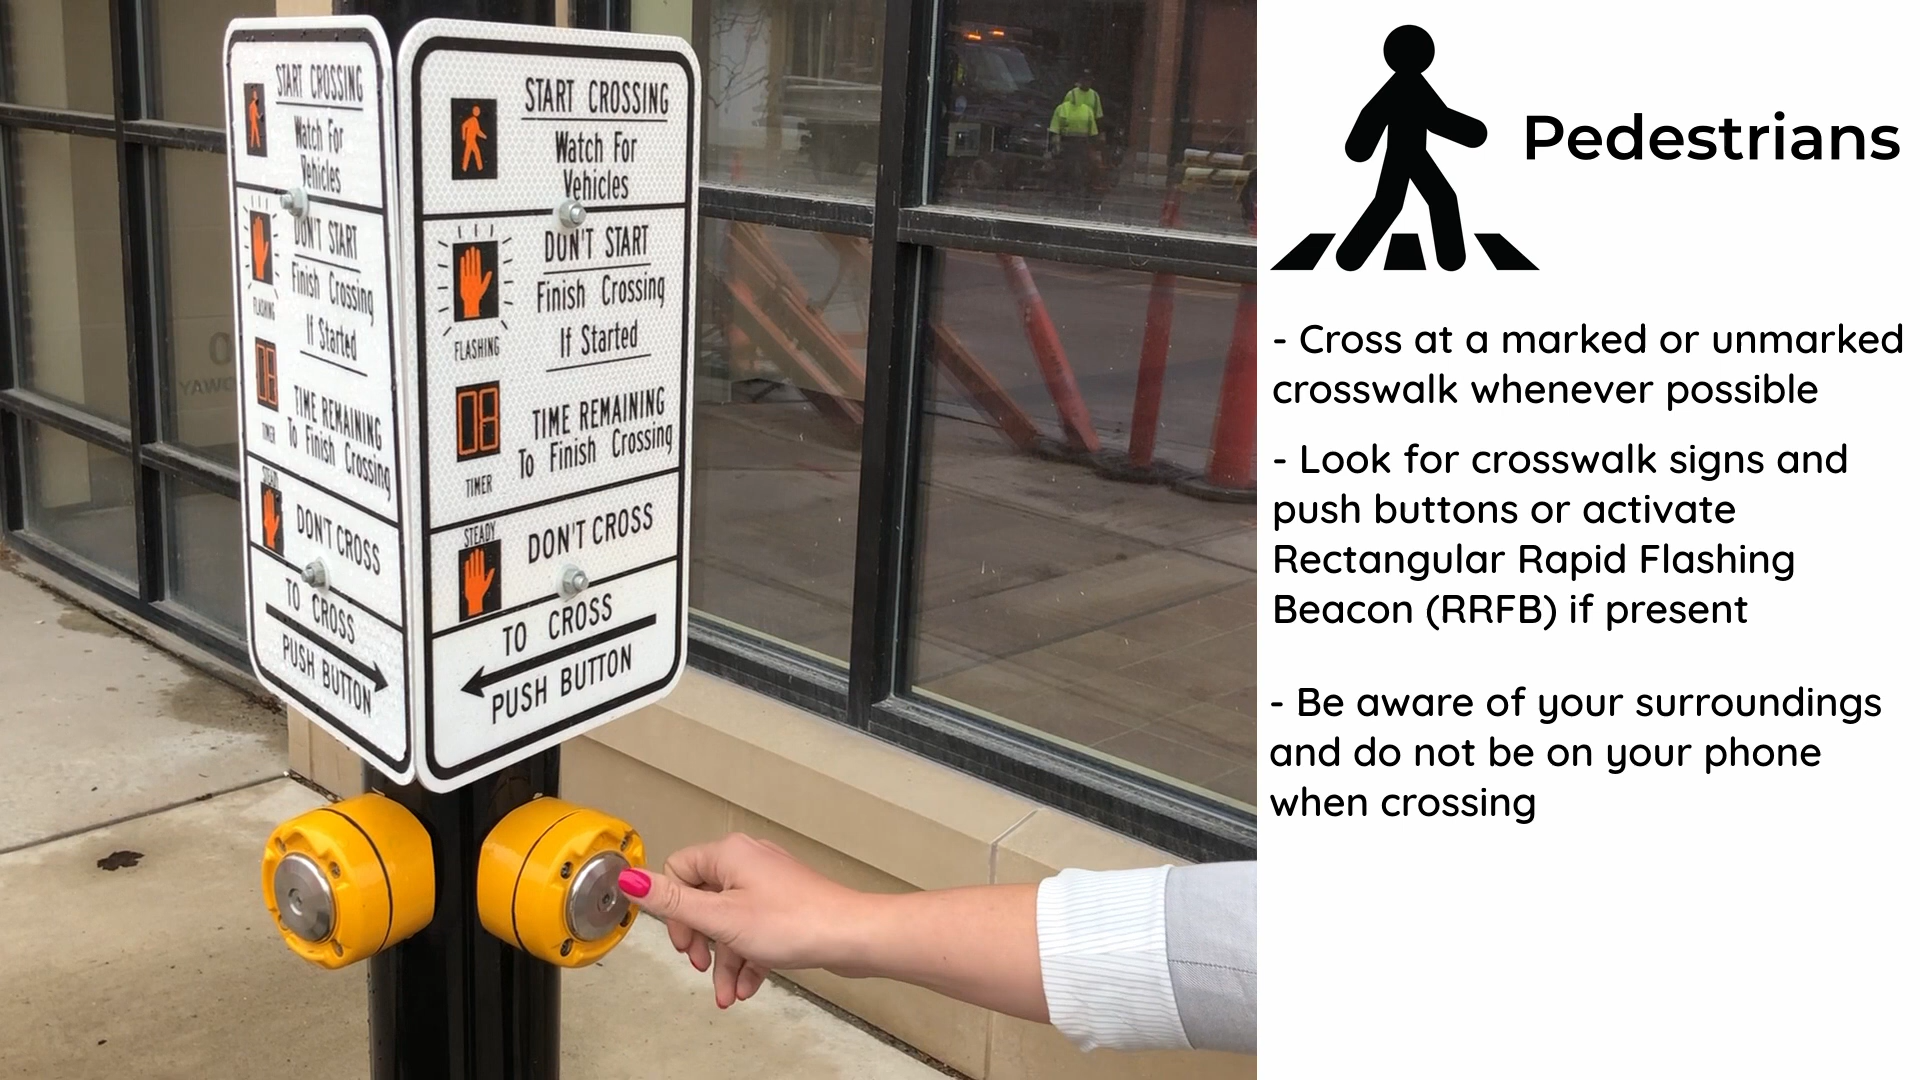 START CROSSING
Watch For
Vehicles
DON'T START
Finish Crossing
If Started
FLASHING
TIME REMAINING
To Finish Crossing
TIMER
STEADY
DON'T CROSS
TO CROSS
PUSH BUTTON
START CROSSING
Watch For
Vehicles
DON'T START
Finish Crossing
If Started
FLASHING
08
TIME REMAINING
To Finish Crossing
TIMER
STEADY
DON'T CROSS
TO CROSS
PUSH BUTTON
Pedestrians
- Cross at a marked or unmarked
crosswalk whenever possible
- Look for crosswalk signs and
push buttons or activate
Rectangular Rapid Flashing
Beacon (RRFB) if present
- Be aware of your surroundings
and do not be on your phone
when crossing